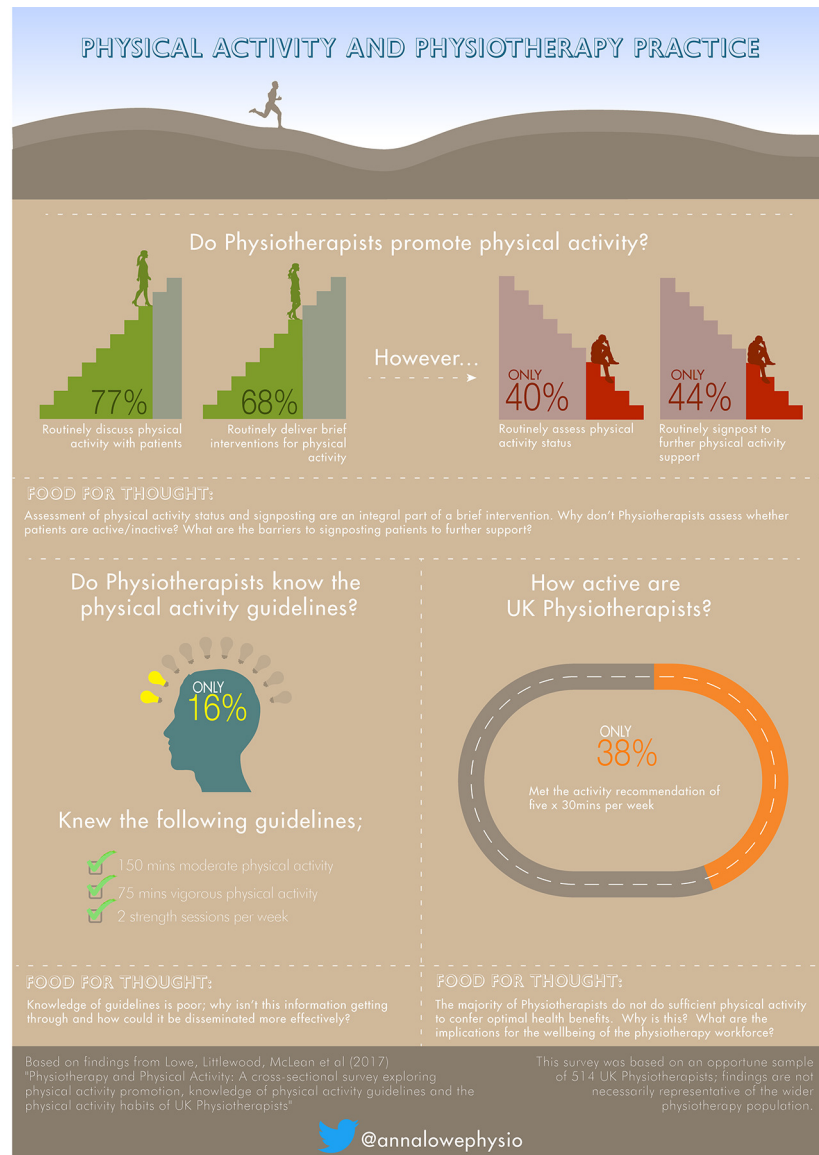 PHYSICAL ACTIVITY AND PHYSIOTHERAPY PRACTICE
Do Physiotherapists promote physical activity?
77%
Routinely discuss physical
activity with patients
68%
Routinely deliver brief
interventions for physical
activity
However...
ONLY
40%
Routinely assess physical
activity status
ONLY
44%
Routinely signpost to
further physical activity
support
FOOD FOR THOUGHT:
Assessment of physical activity status and signposting are an integral part of a brief intervention. Why don't Physiotherapists assess whether
patients are active/inactive? What are the barriers to signposting patients to further support?
Do Physiotherapists know the
physical activity guidelines?
ONLY
16%
Knew the following guidelines;
150 mins moderate physical activity
75 mins vigorous physical activity
2 strength sessions per week
FOOD FOR THOUGHT:
Knowledge of guidelines is poor; why isn't this information getting
through and how could it be disseminated more effectively?
How active are
UK Physiotherapists?
ONLY
38%
Met the activity recommendation of
five x 30mins per week
FOOD FOR THOUGHT:
The majority of Physiotherapists do not do sufficient physical activity
to confer optimal health benefits. Why is this? What are the
implications for the wellbeing of the physiotherapy workforce?
Based on findings from Lowe, Littlewood, McLean et al (2017)
"Physiotherapy and Physical Activity: A cross-sectional survey exploring
physical activity promotion, knowledge of physical activity guidelines and the
physical activity habits of UK Physiotherapists"
This survey was based on an opportune sample
of 514 UK Physiotherapists; findings are not
necessarily representative of the wider
physiotherapy population.
@annalowephysio